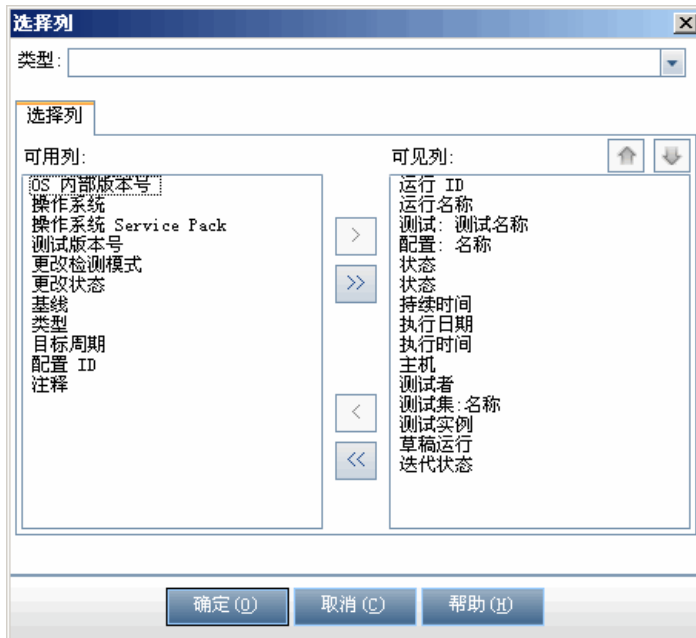 选择列
类型:
选择列
可用列:
OS 内部版本号
操作系统
操作系统 Service Pack
测试版本号
更改检测模式
更改状态
基线
类型
目标周期
配置 ID
注释
>
>>
<
<<
可见列:
运行 ID
运行名称
测试: 测试名称
配置: 名称
状态
状态
持续时间
执行日期
执行时间
主机
测试者
测试集:名称
测试实例
草稿运行
迭代状态
确定(O)
取消(C)
帮助(H)